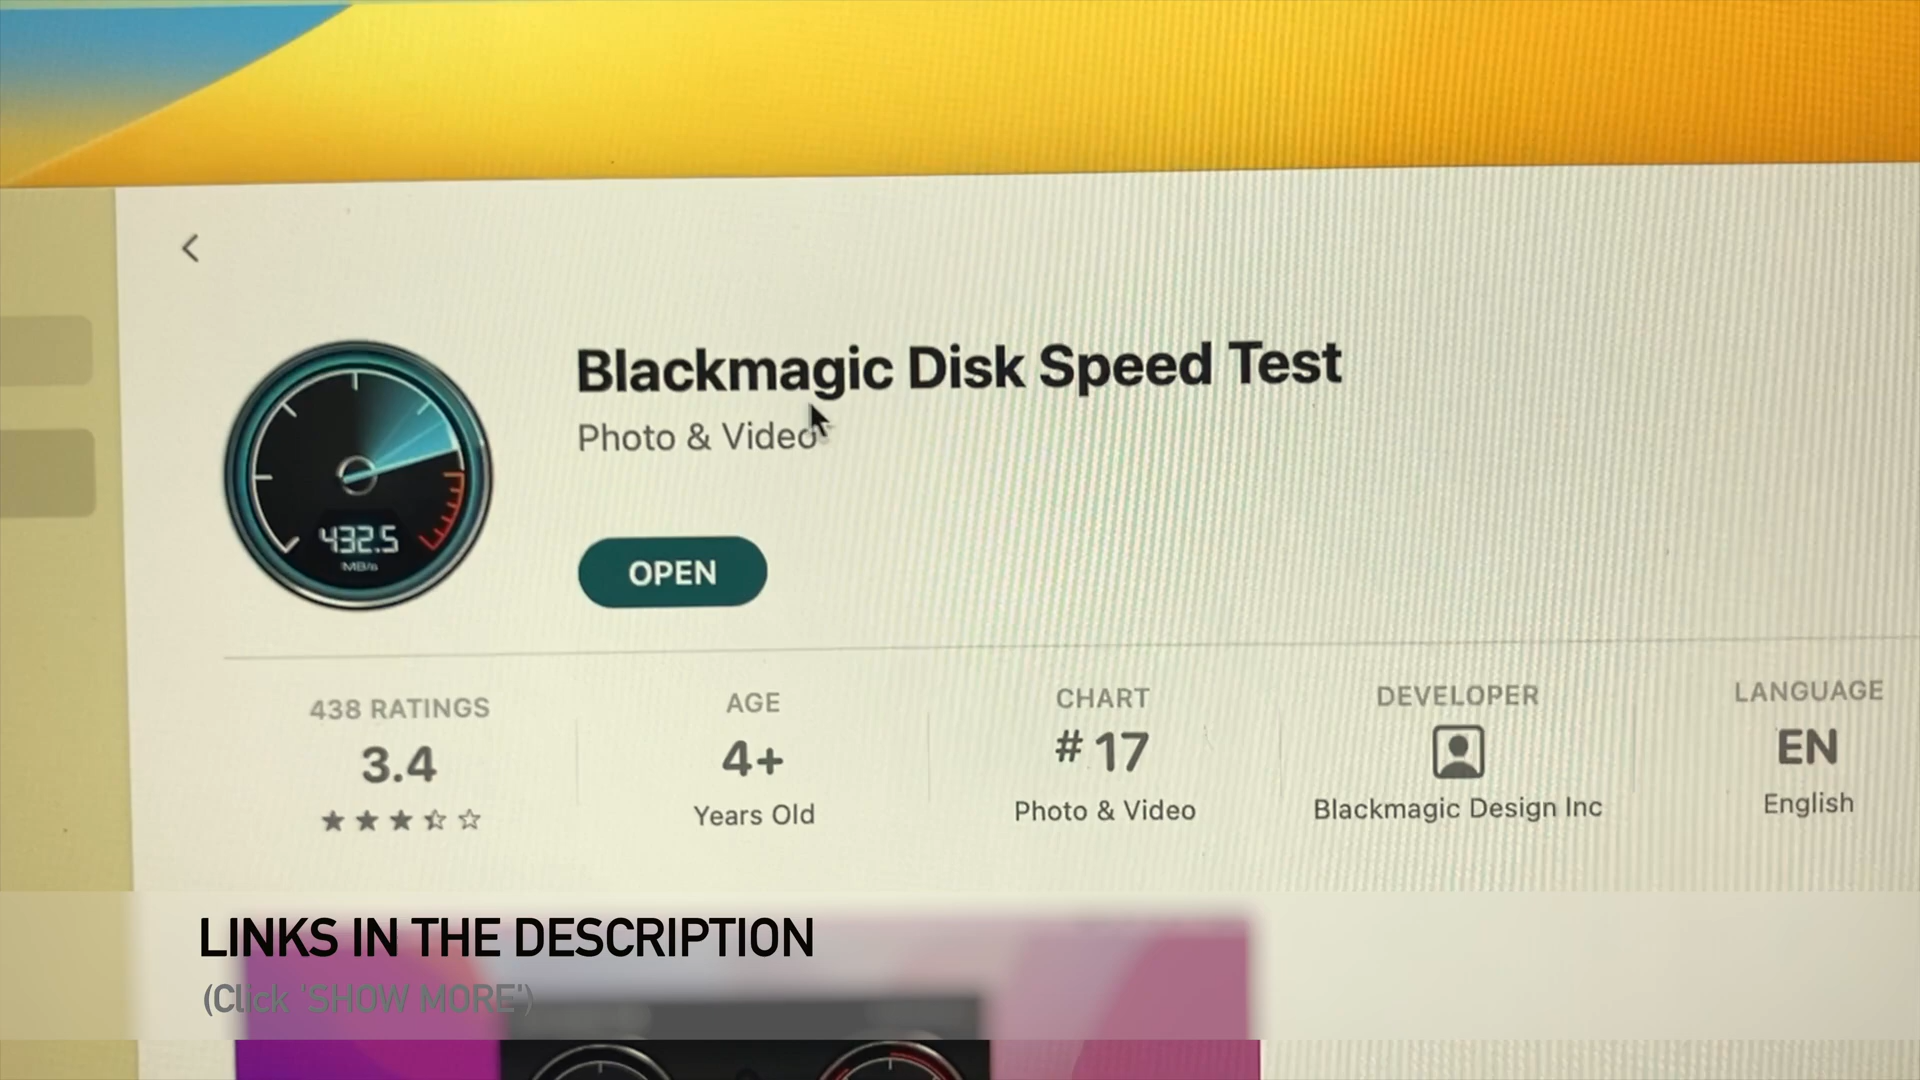 Blackmagic Disk Speed Test
Photo & Video
432.5
MB/s
OPEN
438 RATINGS
3.4
AGE
4+
Years Old
CHART
#17
Photo & Video
DEVELOPER
Blackmagic Design Inc
LANGUAGE
EN
English
LINKS IN THE DESCRIPTION
(Click 'SHOW MORE')